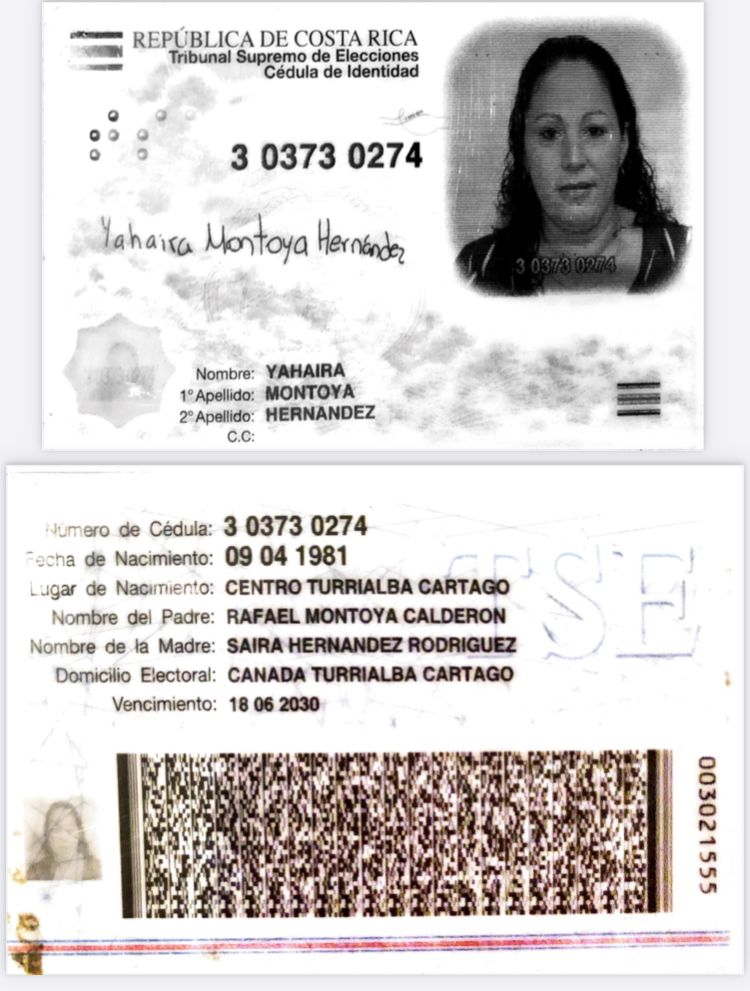 REPÚBLICA DE COSTA RICA
Tribunal Supremo de Elecciones
Cédula de Identidad
3 0373 0274
Yahaira Montoya Hernández
3 0373 0274
Nombre: YAHAIRA
1° Apellido: MONTOYA
2° Apellido: HERNANDEZ
C.C:
Número de Cédula: 3 0373 0274
Fecha de Nacimiento: 09 04 1981
Lugar de Nacimiento: CENTRO TURRIALBA CARTAGO
Nombre del Padre: RAFAEL MONTOYA CALDERON
Nombre de la Madre: SAIRA HERNANDEZ RODRIGUEZ
Domicilio Electoral: CANADA TURRIALBA CARTAGO
Vencimiento: 18 06 2030
TSE
003021555